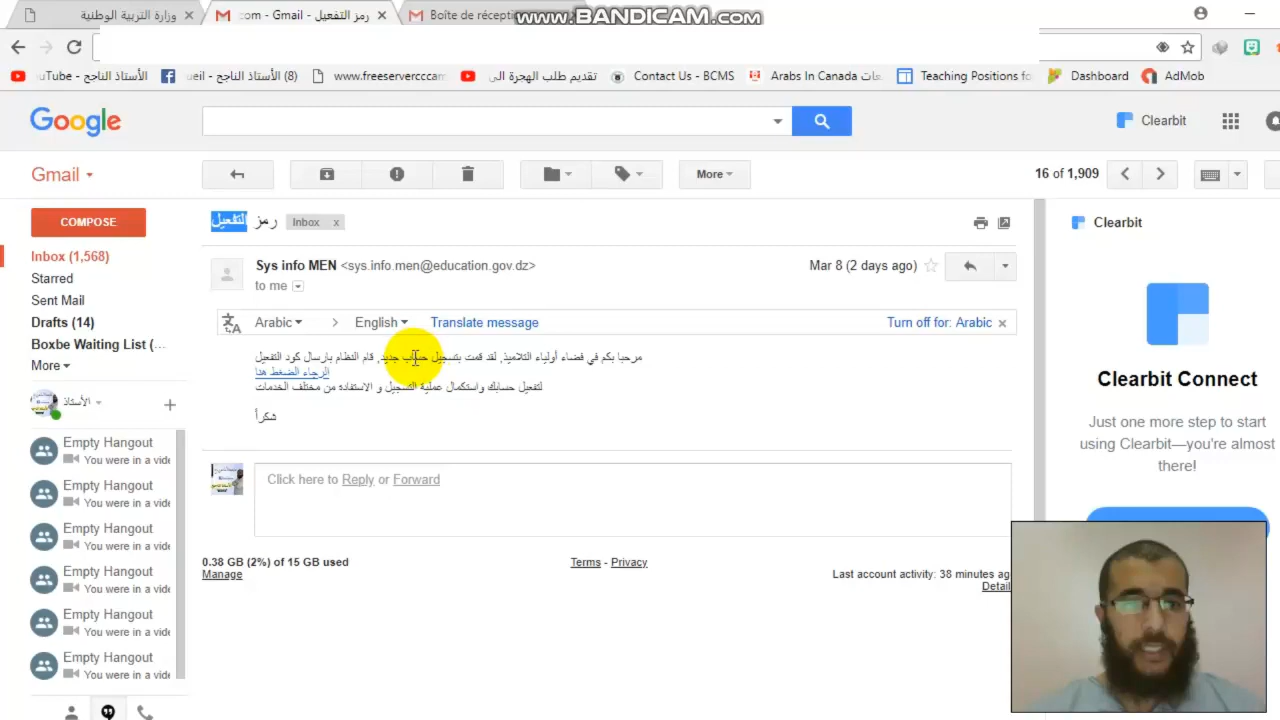 وزارة التربية الوطنية
رمز التفعيل - com - Gmail
Boîte de récepti
www.BANDICAM.com
uTube - الأستاذ الناجح
(8) الأستاذ الناجح - ueil
www.freeservercccam
تقديم طلب الهجرة الى
Contact Us - BCMS
Arabs In Canada
Teaching Positions fo
Dashboard
AdMob
Google
Clearbit
Gmail
More
16 of 1,909
COMPOSE
رمز التفعيل
Inbox x
Clearbit
Inbox (1,568)
Starred
Sent Mail
Drafts (14)
Boxbe Waiting List (...
More
Sys info MEN <sys.info.men@education.gov.dz>
to me
Mar 8 (2 days ago)
Arabic > English Translate message
Turn off for: Arabic x
مرحبا بكم في فضاء أولياء التلاميذ, لقد قمت بتسجيل حساب جديد, قام النظام بارسال كود التفعيل
الرجاء الضغط هنا
لتفعيل حسابك واستكمال عملية التسجيل و الاستفاده من مختلف الخدمات
شكراً
الأستاذ
Empty Hangout
You were in a vide
Empty Hangout
You were in a vide
Empty Hangout
You were in a vide
Empty Hangout
You were in a vide
Empty Hangout
You were in a vide
Empty Hangout
You were in a vide
Click here to Reply or Forward
0.38 GB (2%) of 15 GB used
Manage
Terms - Privacy
Last account activity: 38 minutes ag
Detail
Clearbit Connect
Just one more step to start
using Clearbit—you're almost
there!